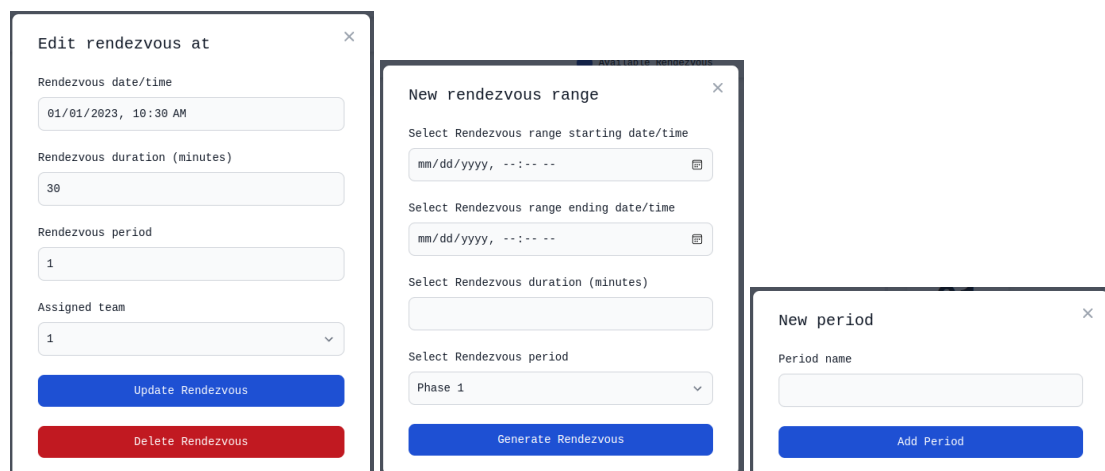 Edit rendezvous at
Rendezvous date/time
01/01/2023, 10:30 AM
Rendezvous duration (minutes)
30
Rendezvous period
1
Assigned team
1
Update Rendezvous
Delete Rendezvous
Available Rendezvous
New rendezvous range
Select Rendezvous range starting date/time
mm/dd/yyyy, --:-- --
Select Rendezvous range ending date/time
mm/dd/yyyy, --:-- --
Select Rendezvous duration (minutes)
Select Rendezvous period
Phase 1
Generate Rendezvous
New period
Period name
Add Period